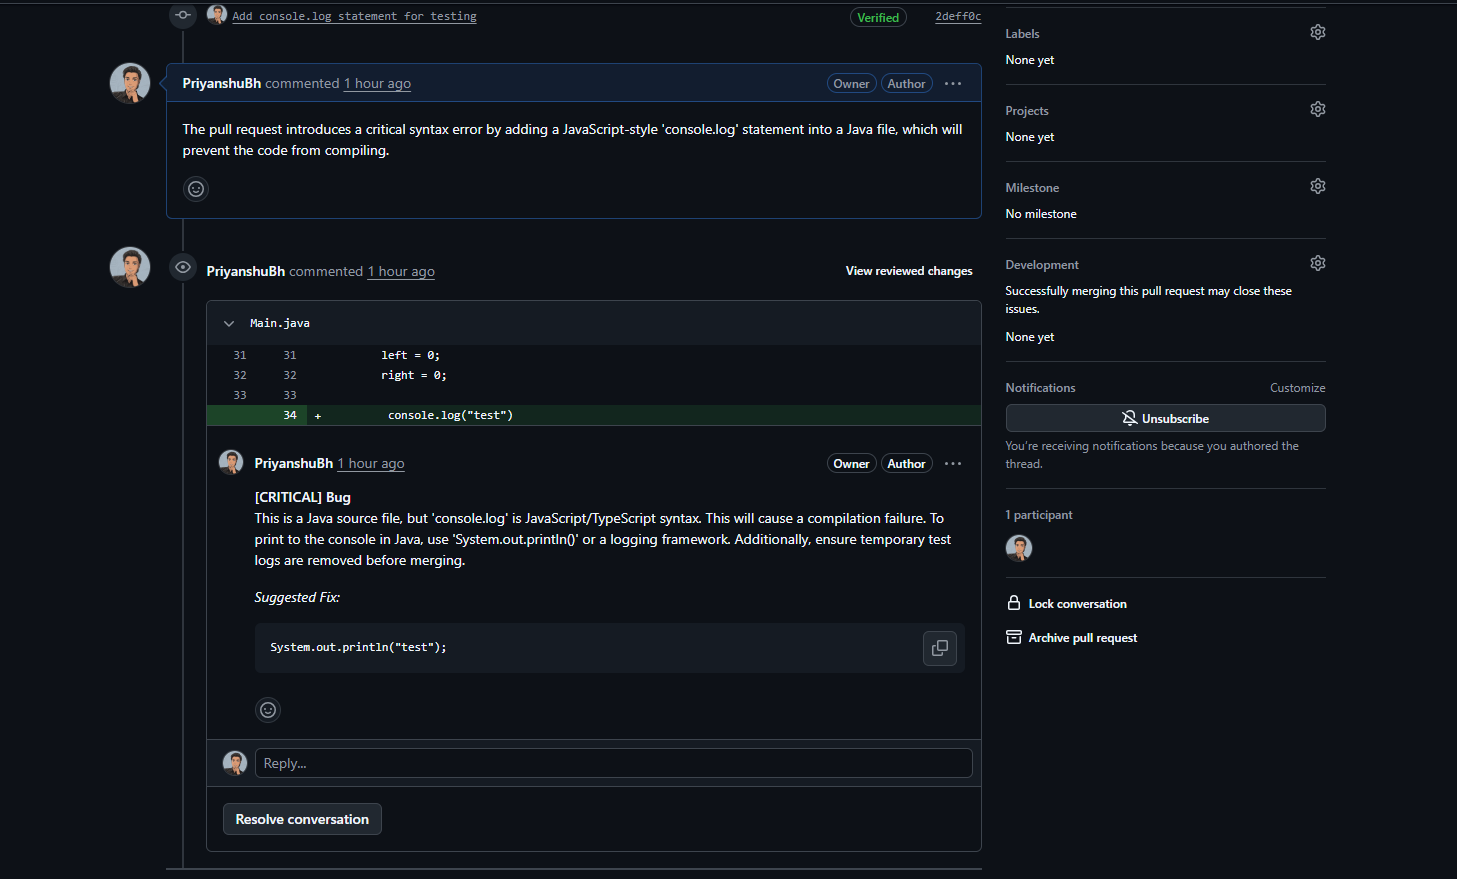 Add console.log statement for testing
Verified
2deff0c
PriyanshuBh commented 1 hour ago
Owner
Author
The pull request introduces a critical syntax error by adding a JavaScript-style 'console.log' statement into a Java file, which will
prevent the code from compiling.
PriyanshuBh commented 1 hour ago
View reviewed changes
Main.java
31 31 left = 0;
32 32 right = 0;
33 33
34 + console.log("test")
PriyanshuBh 1 hour ago
Owner
Author
[CRITICAL] Bug
This is a Java source file, but 'console.log' is JavaScript/TypeScript syntax. This will cause a compilation failure. To
print to the console in Java, use 'System.out.println()' or a logging framework. Additionally, ensure temporary test
logs are removed before merging.
Suggested Fix:
System.out.println("test");
Reply...
Resolve conversation
Labels
None yet
Projects
None yet
Milestone
No milestone
Development
Successfully merging this pull request may close these
issues.
None yet
Notifications
Customize
Unsubscribe
You're receiving notifications because you authored the
thread.
1 participant
Lock conversation
Archive pull request